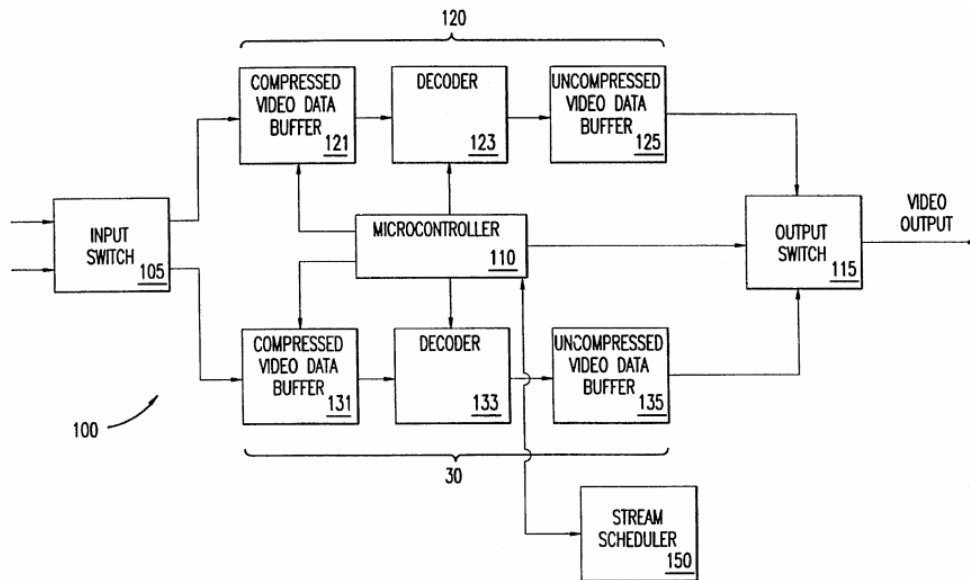 120
COMPRESSED
VIDEO DATA
BUFFER
121
DECODER
123
UNCOMPRESSED
VIDEO DATA
BUFFER
125
INPUT
SWITCH
105
MICROCONTROLLER
110
OUTPUT
SWITCH
115
VIDEO
OUTPUT
COMPRESSED
VIDEO DATA
BUFFER
131
DECODER
133
UNCOMPRESSED
VIDEO DATA
BUFFER
135
100
30
STREAM
SCHEDULER
150